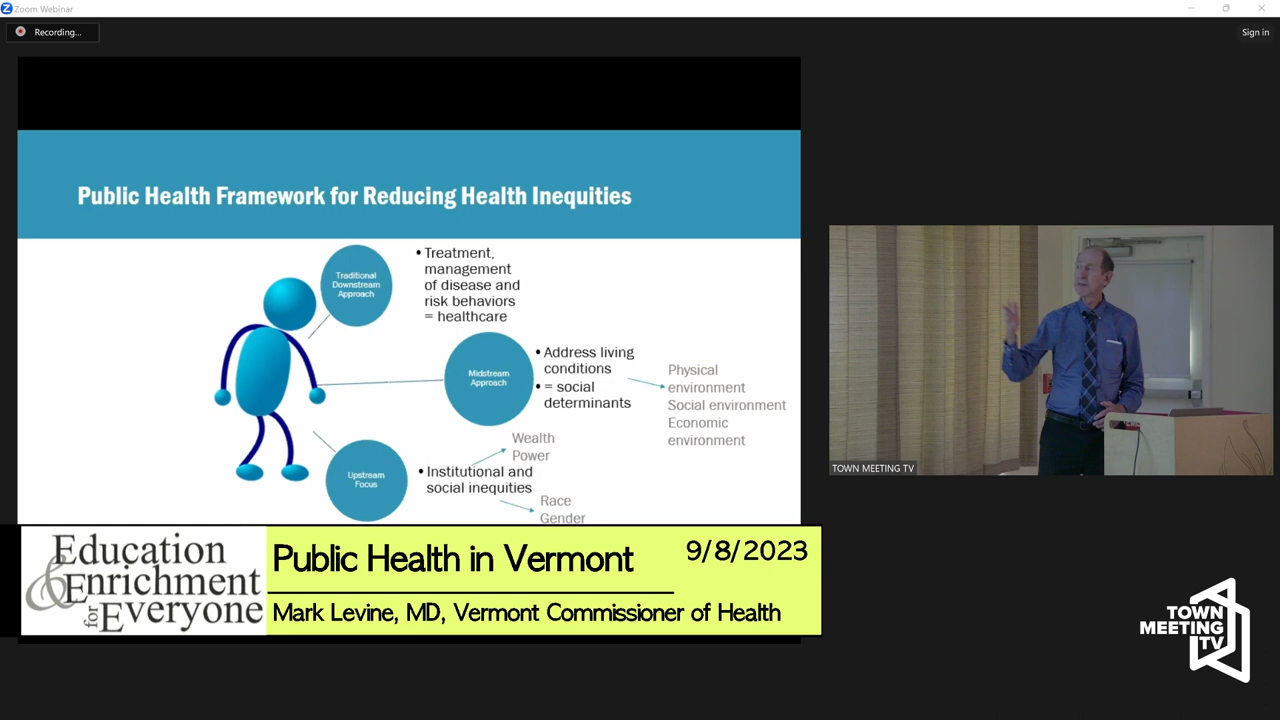 Zoom Webinar
Recording...
Sign in
Public Health Framework for Reducing Health Inequities
Traditional
Downstream
Approach
• Treatment,
management
of disease and
risk behaviors
= healthcare
Midstream
Approach
• Address living
conditions
• = social
determinants
Physical
environment
Social environment
Economic
environment
Upstream
Focus
• Institutional and
social inequities
Wealth
Power
Race
Gender
TOWN MEETING TV
Education
& Enrichment
for Everyone
Public Health in Vermont
9/8/2023
Mark Levine, MD, Vermont Commissioner of Health
TOWN
MEETING
TV